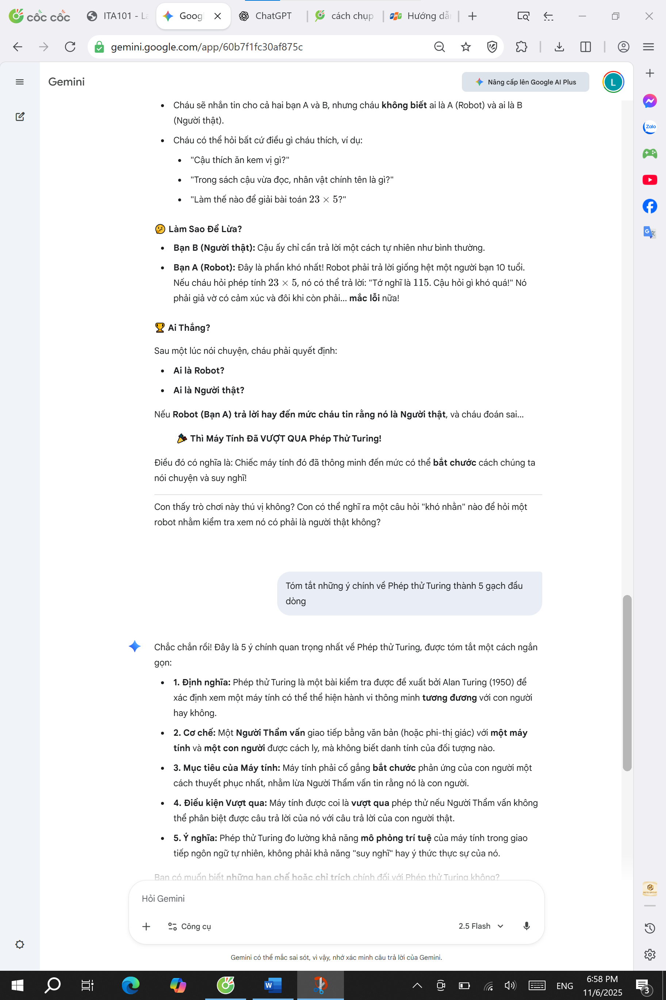 cốc cốc
ITA101 - La
Goog
ChatGPT
cách chụp
FPT
Hướng dẫn
gemini.google.com/app/60b7f1fc30af875c
Gemini
Nâng cấp lên Google AI Plus
L
Zalo
• Cháu sẽ nhắn tin cho cả hai bạn A và B, nhưng cháu không biết ai là A (Robot) và ai là B
(Người thật).
• Cháu có thể hỏi bất cứ điều gì cháu thích, ví dụ:
• "Cậu thích ăn kem vị gì?"
• "Trong sách cậu vừa đọc, nhân vật chính tên là gì?"
• "Làm thế nào để giải bài toán 23 × 5?"
🤔 Làm Sao Để Lừa?
• Bạn B (Người thật): Cậu ấy chỉ cần trả lời một cách tự nhiên như bình thường.
• Bạn A (Robot): Đây là phần khó nhất! Robot phải trả lời giống hệt một người bạn 10 tuổi.
Nếu cháu hỏi phép tính 23 × 5, nó có thể trả lời: "Tớ nghĩ là 115. Cậu hỏi gì khó quá!" Nó
phải giả vờ có cảm xúc và đôi khi còn phải... mắc lỗi nữa!
🏆 Ai Thắng?
Sau một lúc nói chuyện, cháu phải quyết định:
• Ai là Robot?
• Ai là Người thật?
Nếu Robot (Bạn A) trả lời hay đến mức cháu tin rằng nó là Người thật, và cháu đoán sai...
🎉 Thì Máy Tính Đã VƯỢT QUA Phép Thử Turing!
Điều đó có nghĩa là: Chiếc máy tính đó đã thông minh đến mức có thể bắt chước cách chúng ta
nói chuyện và suy nghĩ!
Con thấy trò chơi này thú vị không? Con có thể nghĩ ra một câu hỏi "khó nhằn" nào để hỏi một
robot nhằm kiểm tra xem nó có phải là người thật không?
Tóm tắt những ý chính về Phép thử Turing thành 5 gạch đầu
dòng
Chắc chắn rồi! Đây là 5 ý chính quan trọng nhất về Phép thử Turing, được tóm tắt một cách ngắn
gọn:
• 1. Định nghĩa: Phép thử Turing là một bài kiểm tra được đề xuất bởi Alan Turing (1950) để
xác định xem một máy tính có thể thể hiện hành vi thông minh tương đương với con người
hay không.
• 2. Cơ chế: Một Người Thẩm vấn giao tiếp bằng văn bản (hoặc phi-thị giác) với một máy
tính và một con người được cách ly, mà không biết danh tính của đối tượng nào.
• 3. Mục tiêu của Máy tính: Máy tính phải cố gắng bắt chước phản ứng của con người một
cách thuyết phục nhất, nhằm lừa Người Thẩm vấn tin rằng nó là con người.
• 4. Điều kiện Vượt qua: Máy tính được coi là vượt qua phép thử nếu Người Thẩm vấn không
thể phân biệt được câu trả lời của nó với câu trả lời của con người thật.
• 5. Ý nghĩa: Phép thử Turing đo lường khả năng mô phỏng trí tuệ của máy tính trong giao
tiếp ngôn ngữ tự nhiên, không phải khả năng "suy nghĩ" hay ý thức thực sự của nó.
Bạn có muốn biết những hạn chế hoặc chỉ trích chính đối với Phép thử Turing không?
Hỏi Gemini
Công cụ
2.5 Flash
Gemini có thể mắc sai sót, vì vậy, nhớ xác minh câu trả lời của Gemini.
ENG
6:58 PM
11/6/2025
3